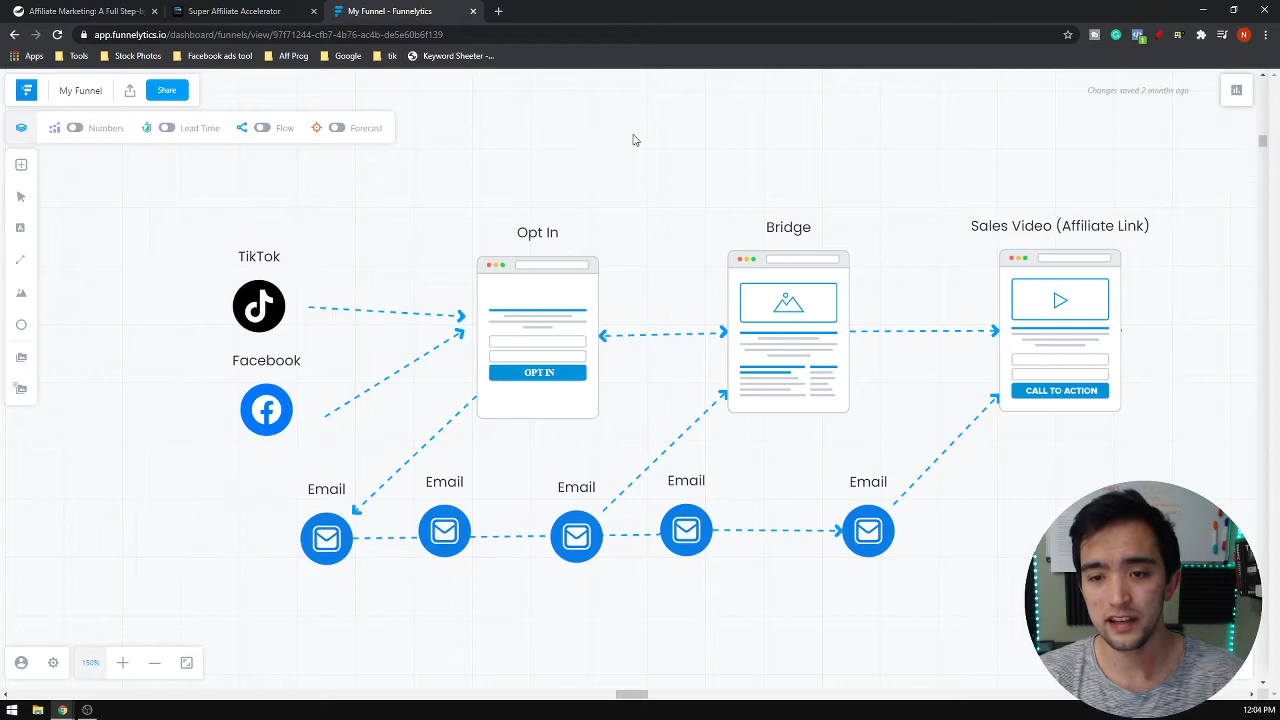 Affiliate Marketing: A Full Step-b
Super Affiliate Accelerator
My Funnel - Funnelytics
app.funnelytics.io/dashboard/funnels/view/97f71244-cfb7-4b76-ac4b-de5e60b6f139
Apps
Tools
Stock Photos
Facebook ads tool
Aff Prog
Google
tik
Keyword Sheeter -...
N
My Funnel
Share
Changes saved 2 months ago
Numbers
Lead Time
Flow
Forecast
Opt In
Bridge
Sales Video (Affiliate Link)
TikTok
Facebook
OPT IN
CALL TO ACTION
Email
Email
Email
Email
Email
150%
12:04 PM